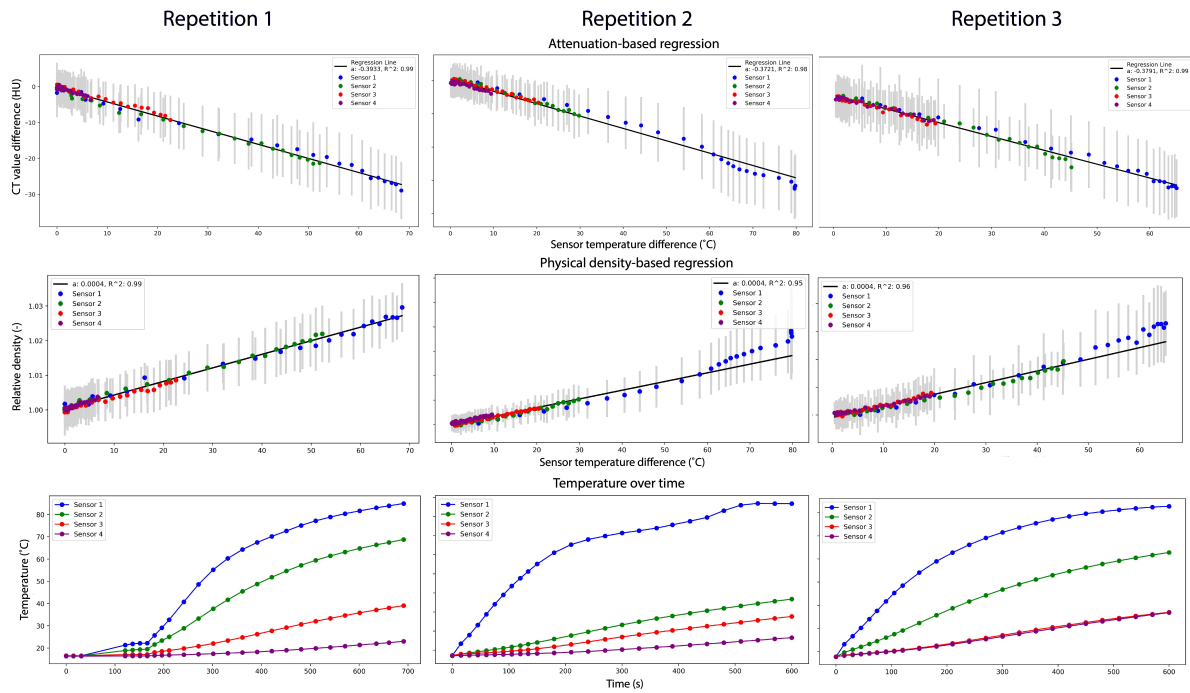 Repetition 1
Repetition 2
Repetition 3
Attenuation-based regression
CT value difference (HU)
0
-10
-20
-30
Regression Line
a: -0.3933, R^2: 0.99
Sensor 1
Sensor 2
Sensor 3
Sensor 4
0 10 20 30 40 50 60 70
Regression Line
a: -0.3721, R^2: 0.98
Sensor 1
Sensor 2
Sensor 3
Sensor 4
0 10 20 30 40 50 60 70 80
Regression Line
a: -0.3791, R^2: 0.99
Sensor 1
Sensor 2
Sensor 3
Sensor 4
0 10 20 30 40 50 60
Sensor temperature difference (˚C)
Physical density-based regression
Relative density (-)
1.03
1.02
1.01
1.00
a: 0.0004, R^2: 0.99
Sensor 1
Sensor 2
Sensor 3
Sensor 4
0 10 20 30 40 50 60 70
a: 0.0004, R^2: 0.95
Sensor 1
Sensor 2
Sensor 3
Sensor 4
0 10 20 30 40 50 60 70 80
a: 0.0004, R^2: 0.96
Sensor 1
Sensor 2
Sensor 3
Sensor 4
0 10 20 30 40 50 60
Sensor temperature difference (˚C)
Temperature over time
Temperature (˚C)
80
70
60
50
40
30
20
Sensor 1
Sensor 2
Sensor 3
Sensor 4
0 100 200 300 400 500 600 700
Sensor 1
Sensor 2
Sensor 3
Sensor 4
0 100 200 300 400 500 600
Sensor 1
Sensor 2
Sensor 3
Sensor 4
0 100 200 300 400 500 600
Time (s)